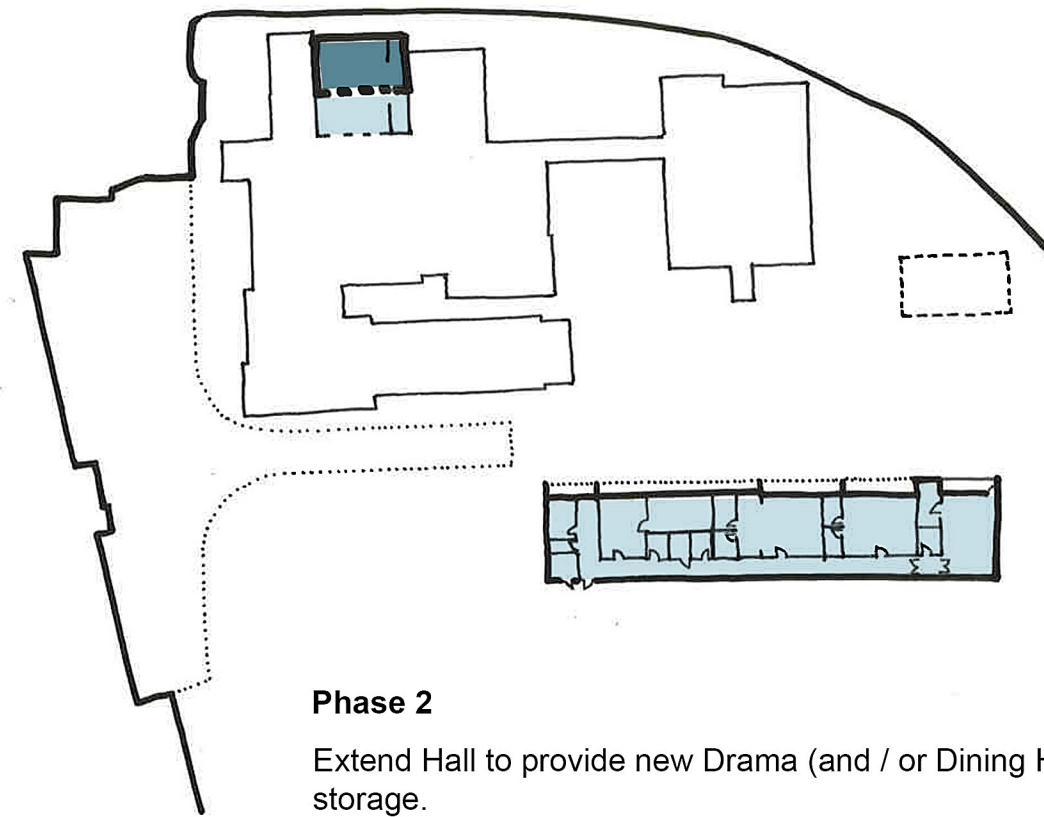 Phase 2
Extend Hall to provide new Drama (and / or Dining H
storage.